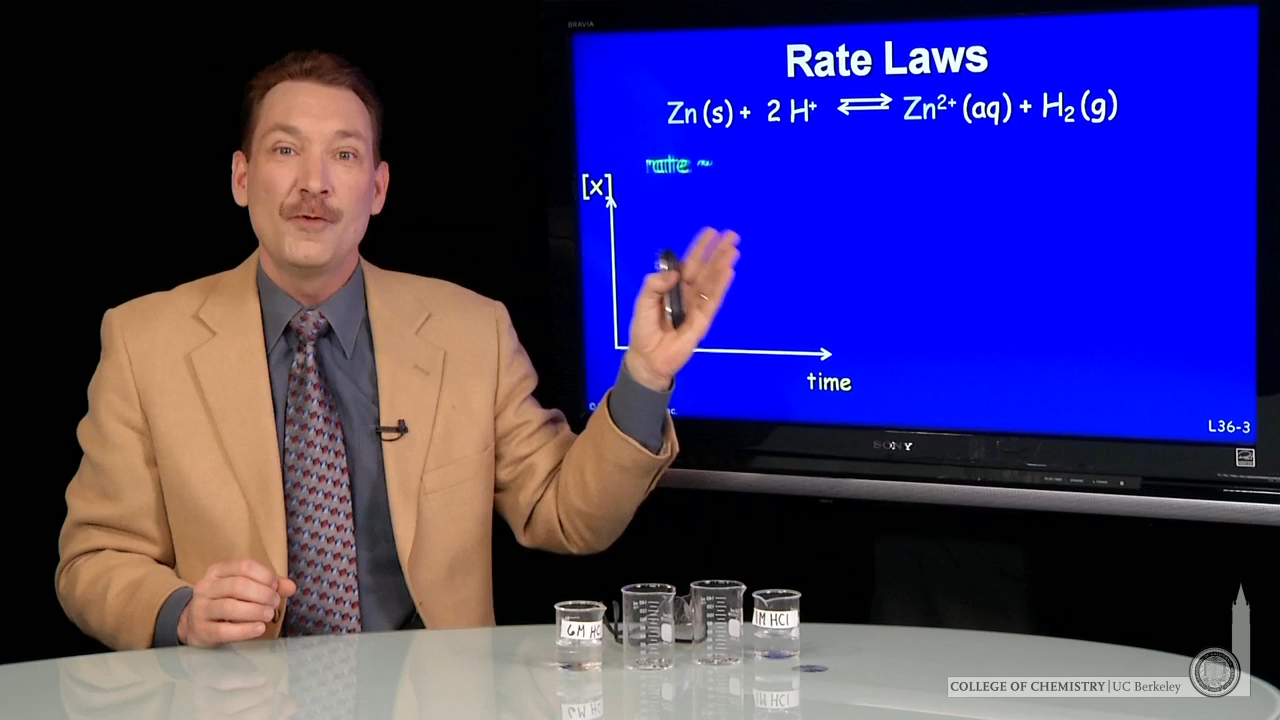 BRAVIA
Rate Laws
Zn(s) + 2 H⁺ ⇌ Zn²⁺(aq) + H₂(g)
[x]
time
L36-3
SONY
6M HCl
1M HCl
COLLEGE OF CHEMISTRY | UC Berkeley